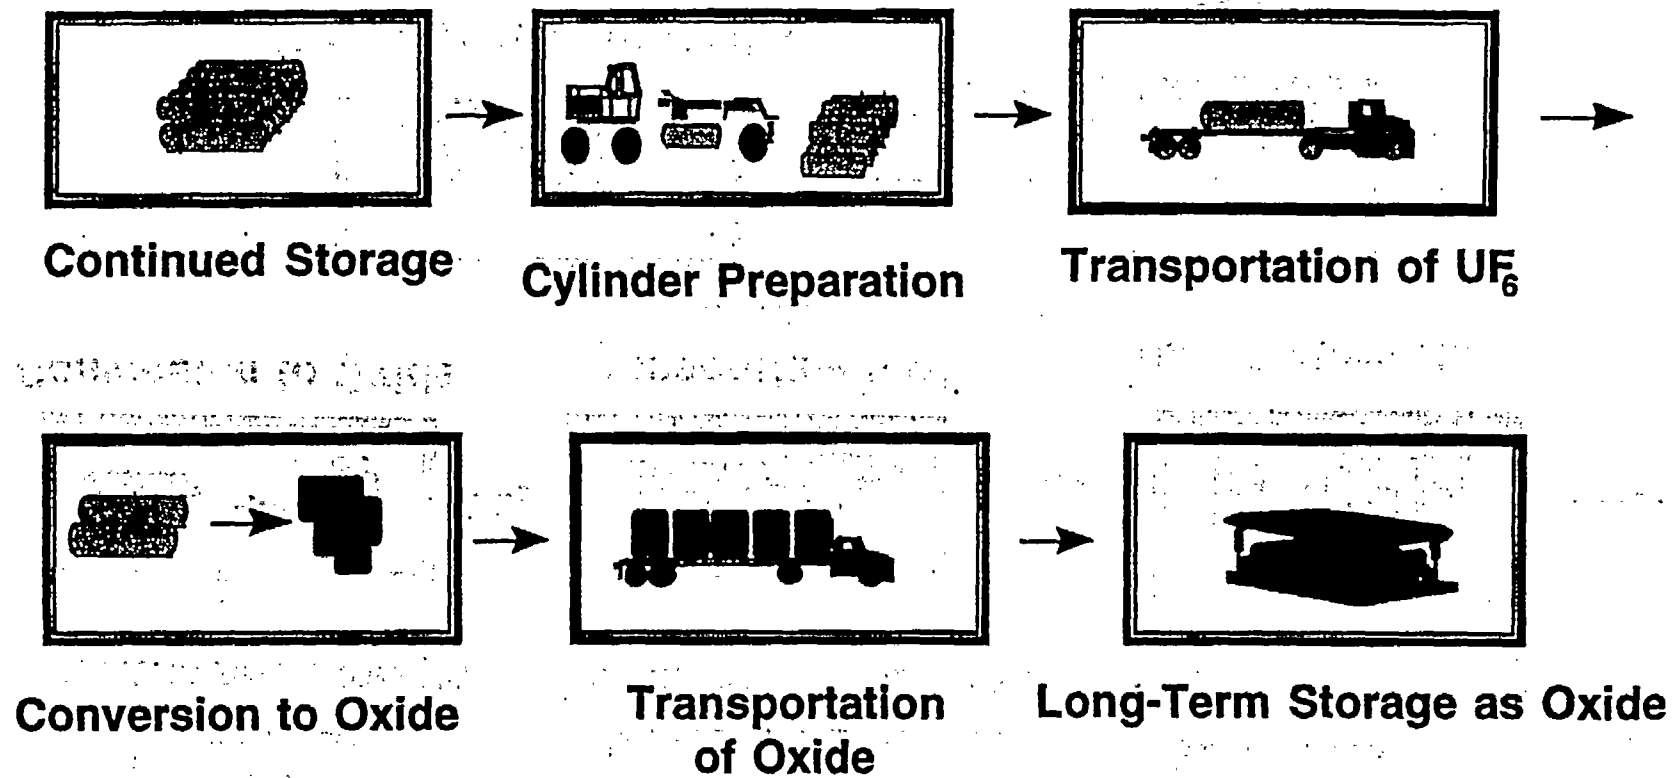 Continued Storage
Cylinder Preparation
Transportation of UF6
Conversion to Oxide
Transportation
of Oxide
Long-Term Storage as Oxide